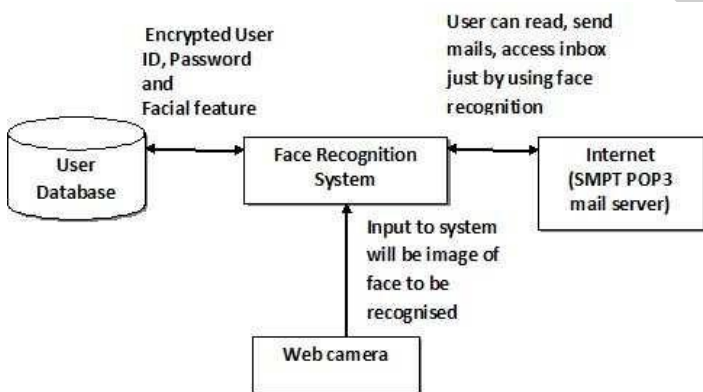 Encrypted User
ID, Password
and
Facial feature
User can read, send
mails, access inbox
just by using face
recognition
User
Database
Face Recognition
System
Internet
(SMPT POP3
mail server)
Input to system
will be image of
face to be
recognised
Web camera